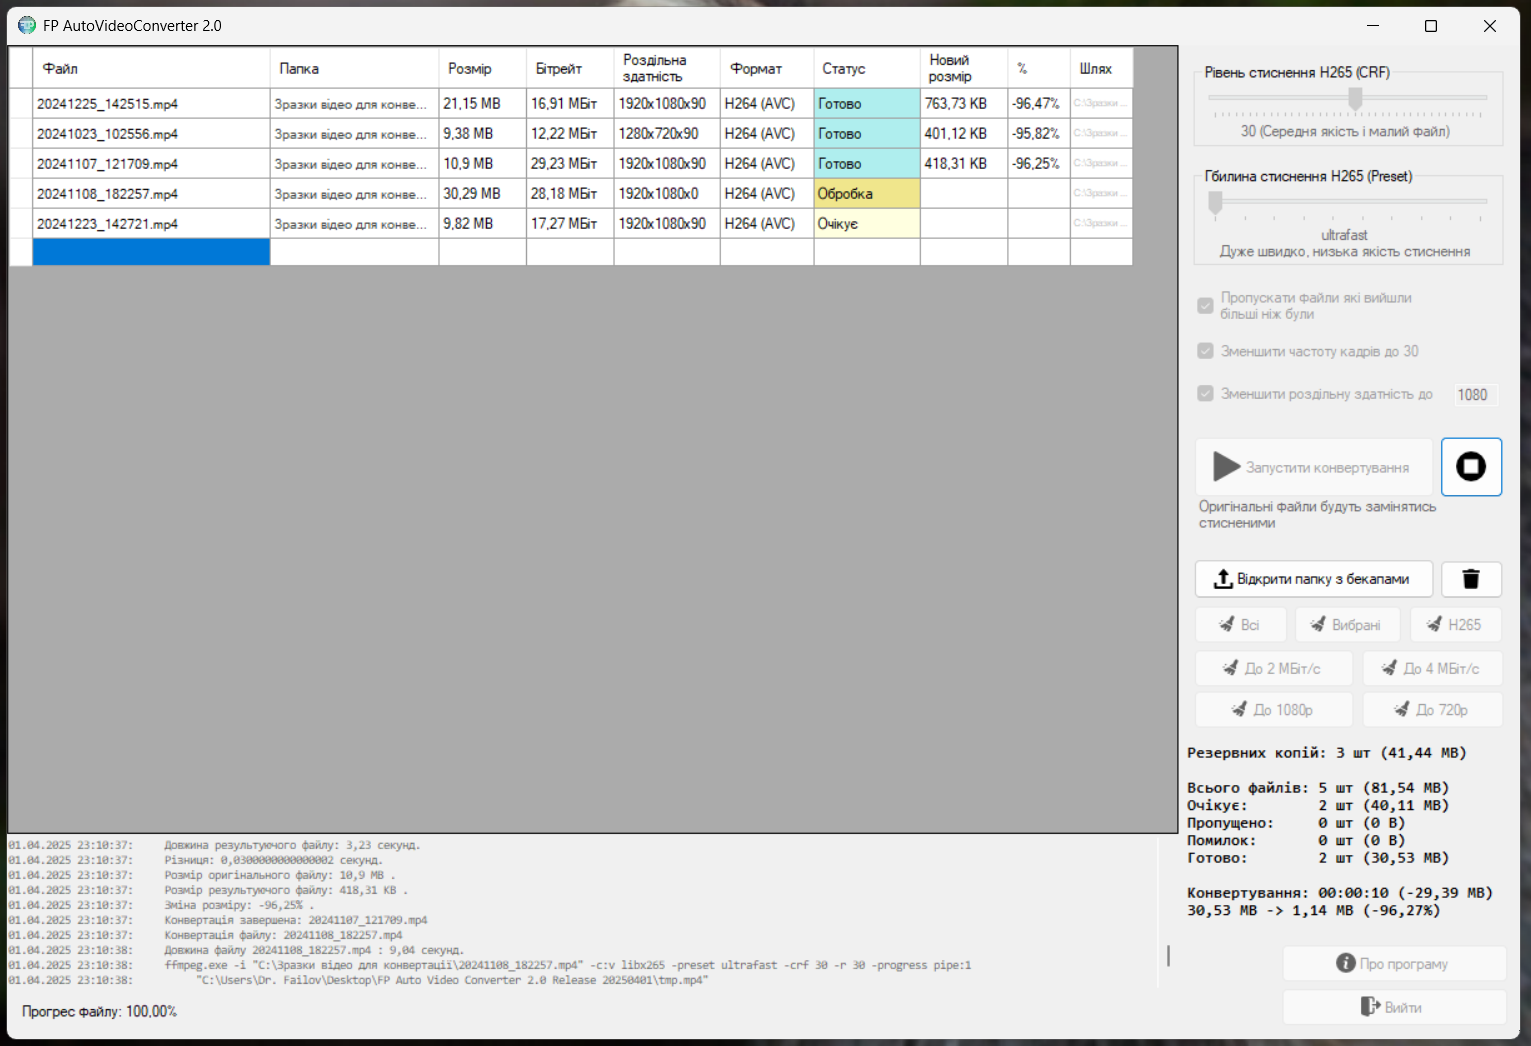 FP AutoVideoConverter 2.0
Файл Папка Розмір Бітрейт Роздільна здатність Формат Статус Новий розмір % Шлях
20241225_142515.mp4 Зразки відео для конве... 21,15 MB 16,91 МБіт 1920x1080x90 H264 (AVC) Готово 763,73 KB -96,47% C:\Зразки ...
20241023_102556.mp4 Зразки відео для конве... 9,38 MB 12,22 МБіт 1280x720x90 H264 (AVC) Готово 401,12 KB -95,82% C:\Зразки ...
20241107_121709.mp4 Зразки відео для конве... 10,9 MB 29,23 МБіт 1920x1080x90 H264 (AVC) Готово 418,31 KB -96,25% C:\Зразки ...
20241108_182257.mp4 Зразки відео для конве... 30,29 MB 28,18 МБіт 1920x1080x0 H264 (AVC) Обробка C:\Зразки ...
20241223_142721.mp4 Зразки відео для конве... 9,82 MB 17,27 МБіт 1920x1080x90 H264 (AVC) Очікує C:\Зразки ...
Рівень стиснення H265 (CRF)
30 (Середня якість і малий файл)
Гбилина стиснення H265 (Preset)
ultrafast
Дуже швидко, низька якість стиснення
Пропускати файли які вийшли
більші ніж були
Зменшити частоту кадрів до 30
Зменшити роздільну здатність до 1080
Запустити конвертування
Оригінальні файли будуть замінятись
стисненими
Відкрити папку з бекапами
Всі Вибрані H265
До 2 МБіт/с До 4 МБіт/с
До 1080р До 720р
Резервних копій: 3 шт (41,44 MB)
Всього файлів: 5 шт (81,54 MB)
Очікує: 2 шт (40,11 MB)
Пропущено: 0 шт (0 B)
Помилок: 0 шт (0 B)
Готово: 2 шт (30,53 MB)
Конвертування: 00:00:10 (-29,39 MB)
30,53 MB -> 1,14 MB (-96,27%)
Про програму
Вийти
01.04.2025 23:10:37: Довжина результуючого файлу: 3,23 секунд.
01.04.2025 23:10:37: Різниця: 0,0300000000000002 секунд.
01.04.2025 23:10:37: Розмір оригінального файлу: 10,9 MB .
01.04.2025 23:10:37: Розмір результуючого файлу: 418,31 KB .
01.04.2025 23:10:37: Зміна розміру: -96,25% .
01.04.2025 23:10:37: Конвертація завершена: 20241107_121709.mp4
01.04.2025 23:10:37: Конвертація файлу: 20241108_182257.mp4
01.04.2025 23:10:38: Довжина файлу 20241108_182257.mp4 : 9,04 секунд.
01.04.2025 23:10:38: ffmpeg.exe -i "C:\Зразки відео для конвертації\20241108_182257.mp4" -c:v libx265 -preset ultrafast -crf 30 -r 30 -progress pipe:1
01.04.2025 23:10:38: "C:\Users\Dr. Failov\Desktop\FP Auto Video Converter 2.0 Release 20250401\tmp.mp4"
Прогрес файлу: 100,00%